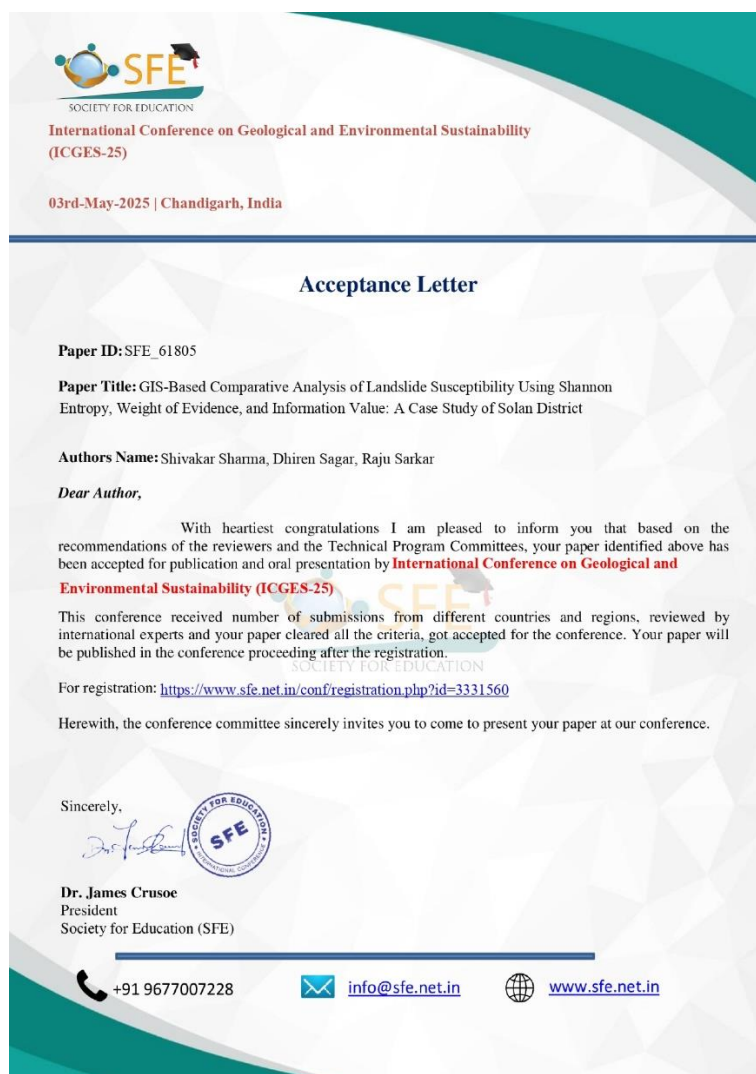 SFE
SOCIETY FOR EDUCATION
International Conference on Geological and Environmental Sustainability
(ICGES-25)
03rd-May-2025 | Chandigarh, India
Acceptance Letter
Paper ID: SFE_61805
Paper Title: GIS-Based Comparative Analysis of Landslide Susceptibility Using Shannon
Entropy, Weight of Evidence, and Information Value: A Case Study of Solan District
Authors Name: Shivakar Sharma, Dhiren Sagar, Raju Sarkar
Dear Author,
With heartiest congratulations I am pleased to inform you that based on the
recommendations of the reviewers and the Technical Program Committees, your paper identified above has
been accepted for publication and oral presentation by International Conference on Geological and
Environmental Sustainability (ICGES-25)
This conference received number of submissions from different countries and regions, reviewed by
international experts and your paper cleared all the criteria, got accepted for the conference. Your paper will
be published in the conference proceeding after the registration.
SFE
SOCIETY FOR EDUCATION
For registration: https://www.sfe.net.in/conf/registration.php?id=3331560
Herewith, the conference committee sincerely invites you to come to present your paper at our conference.
Sincerely,
SOCIETY FOR EDUCATION
SFE
INTERNATIONAL CONFERENCE
Dr. James Crusoe
President
Society for Education (SFE)
+91 9677007228
info@sfe.net.in
www.sfe.net.in